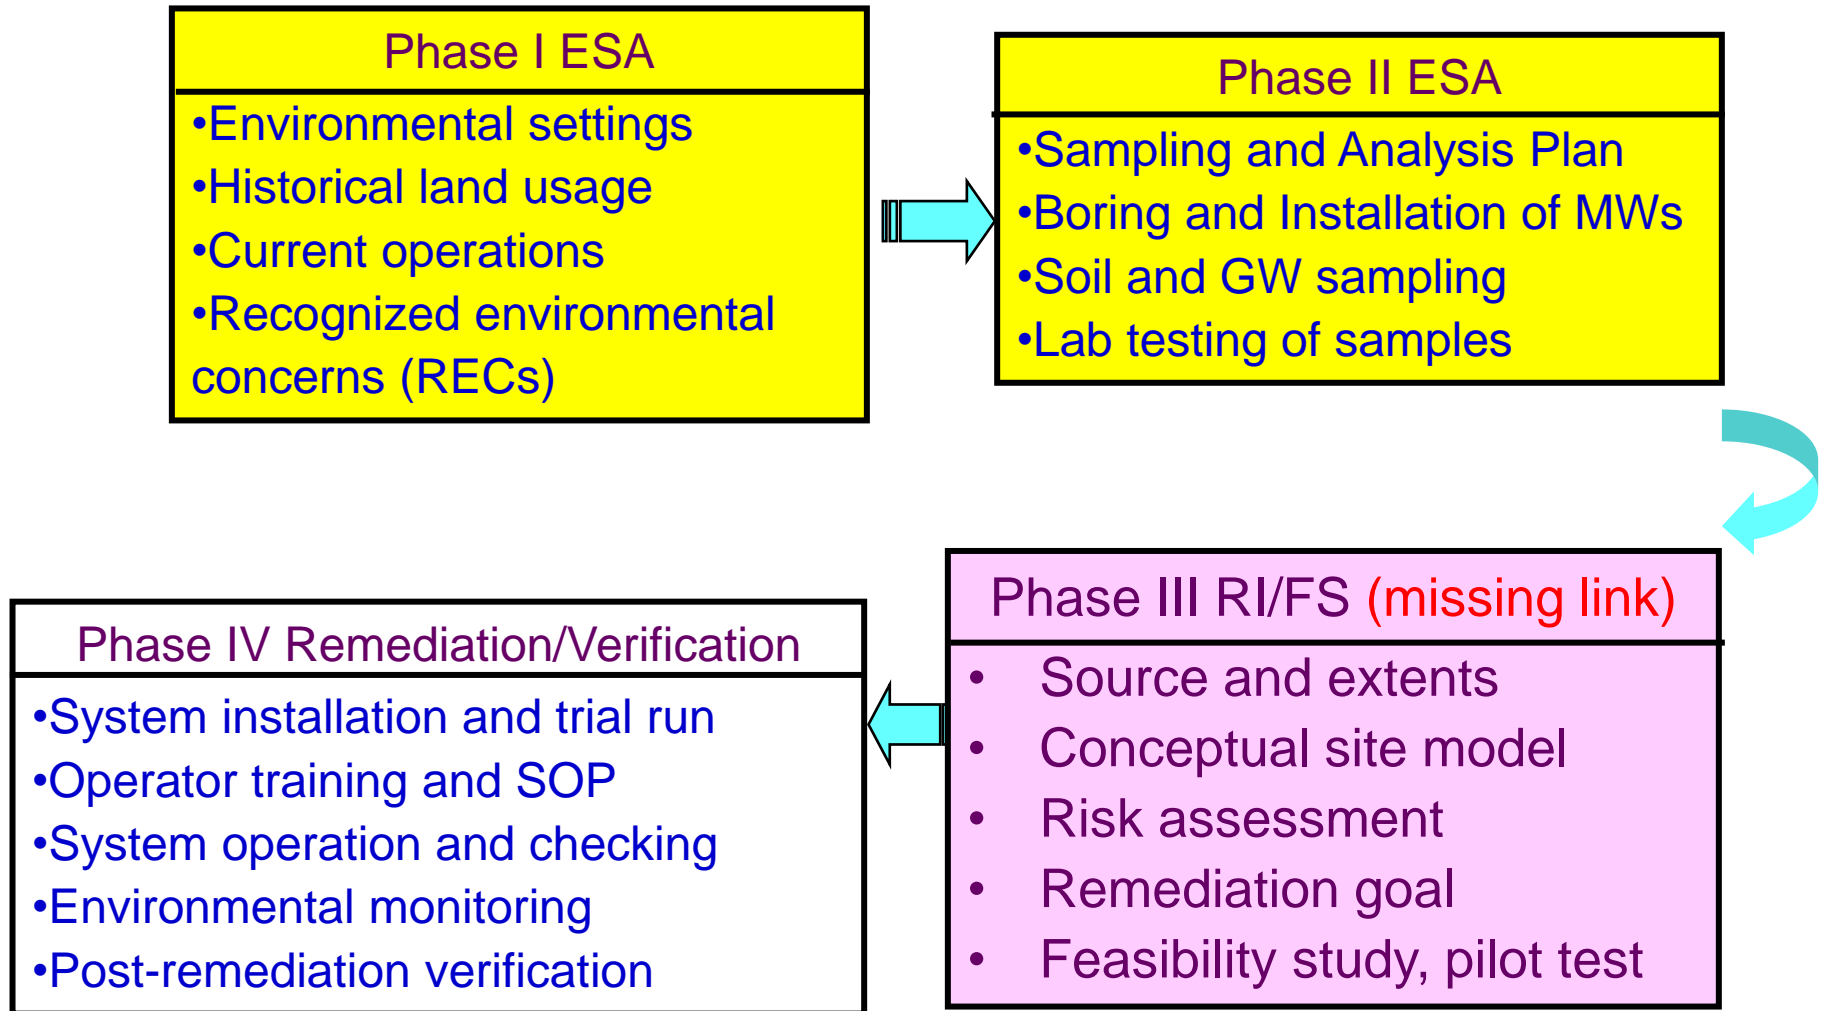 Phase I ESA
•Environmental settings
•Historical land usage
•Current operations
•Recognized environmental
concerns (RECs)
Phase II ESA
•Sampling and Analysis Plan
•Boring and Installation of MWs
•Soil and GW sampling
•Lab testing of samples
Phase III RI/FS (missing link)
• Source and extents
• Conceptual site model
• Risk assessment
• Remediation goal
• Feasibility study, pilot test
Phase IV Remediation/Verification
•System installation and trial run
•Operator training and SOP
•System operation and checking
•Environmental monitoring
•Post-remediation verification